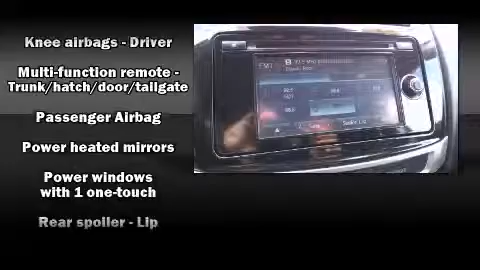 Knee airbags - Driver
Multi-function remote -
Trunk/hatch/door/tailgate
Passenger Airbag
Power heated mirrors
Power windows
with 1 one-touch
Rear spoiler - Lip
FM1